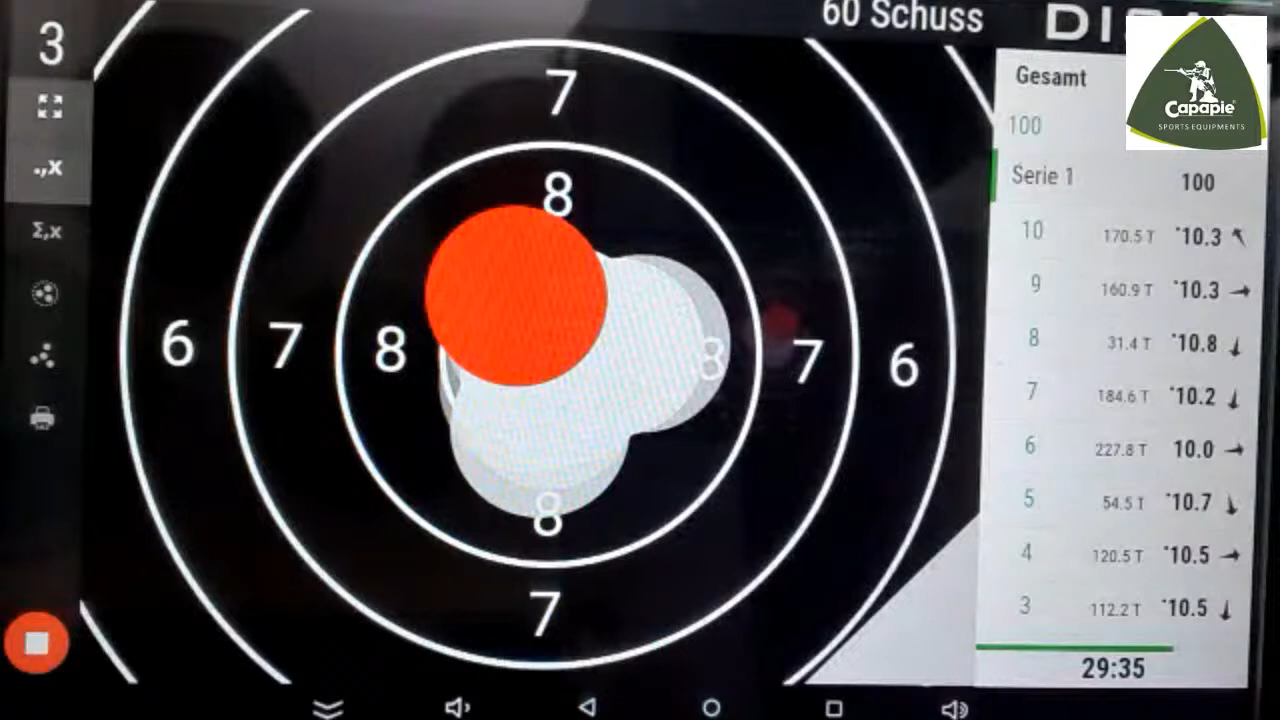 60 Schuss
3
Gesamt
Capapie
SPORTS EQUIPMENTS
100
Serie 1 100
10 170.5 T *10.3
9 160.9 T *10.3
8 31.4 T *10.8
7 184.6 T *10.2
6 227.8 T 10.0
5 54.5 T *10.7
4 120.5 T *10.5
3 112.2 T *10.5
29:35
.,x
Σ,x
7
8
6 7 8 8 7 6
8
7